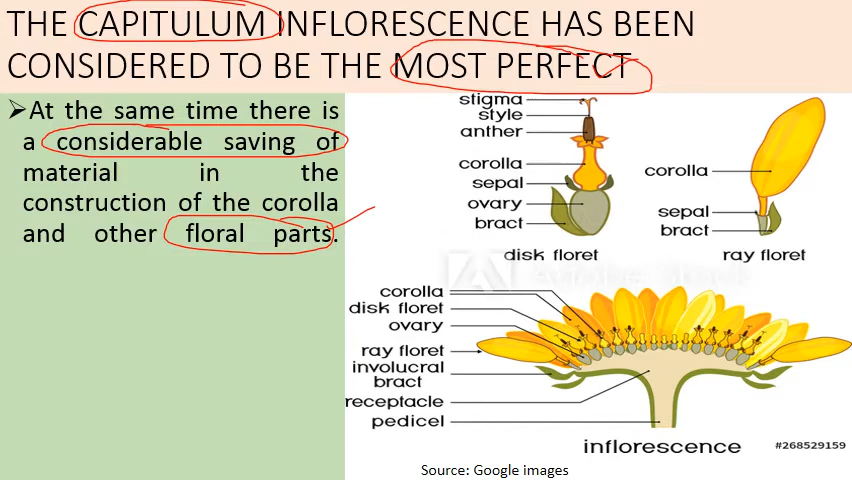 THE CAPITULUM INFLORESCENCE HAS BEEN
CONSIDERED TO BE THE MOST PERFECT
➢At the same time there is
a considerable saving of
material in the
construction of the corolla
and other floral parts.
stigma
style
anther
corolla
sepal
ovary
bract
disk floret
corolla
sepal
bract
ray floret
corolla
disk floret
ovary
ray floret
involucral
bract
receptacle
pedicel
inflorescence
#268529159
Source: Google images